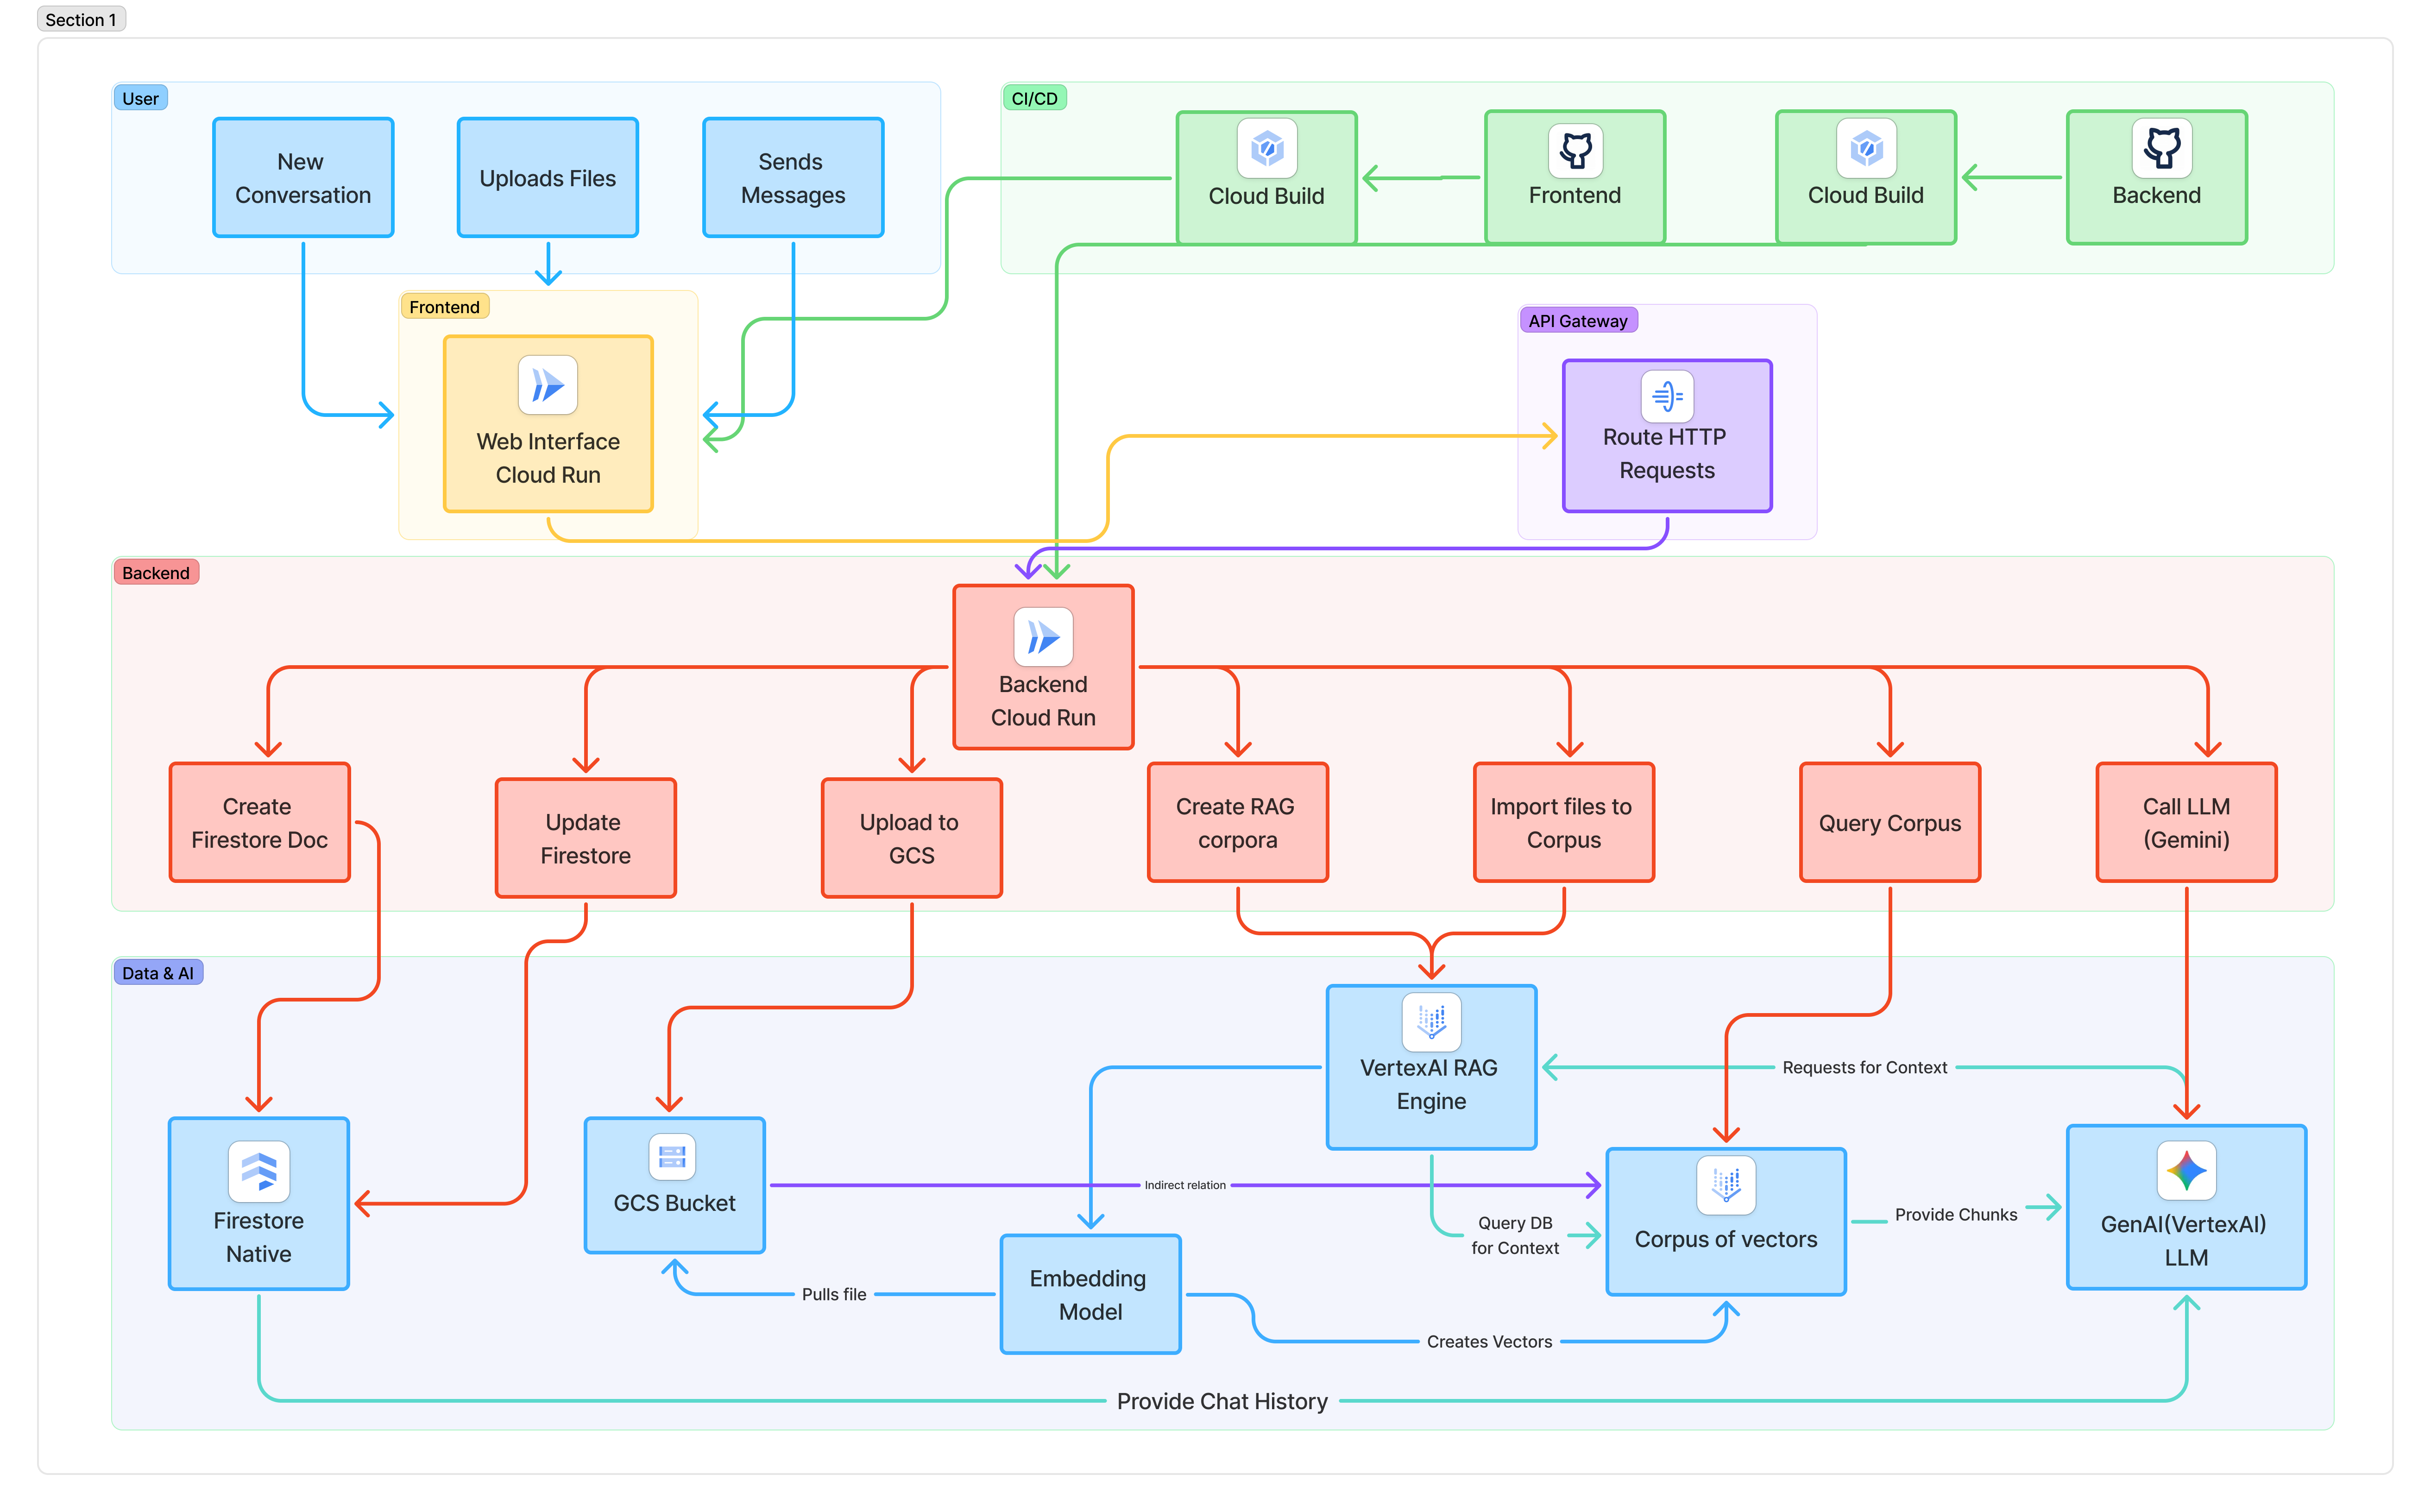 Section 1
User
New
Conversation
Uploads Files
Sends
Messages
CI/CD
Cloud Build
Frontend
Cloud Build
Backend
Frontend
Web Interface
Cloud Run
API Gateway
Route HTTP
Requests
Backend
Backend
Cloud Run
Create
Firestore Doc
Update
Firestore
Upload to
GCS
Create RAG
corpora
Import files to
Corpus
Query Corpus
Call LLM
(Gemini)
Data & AI
VertexAI RAG
Engine
Requests for Context
Firestore
Native
GCS Bucket
Indirect relation
Query DB
for Context
Corpus of vectors
Provide Chunks
GenAI(VertexAI)
LLM
Pulls file
Embedding
Model
Creates Vectors
Provide Chat History